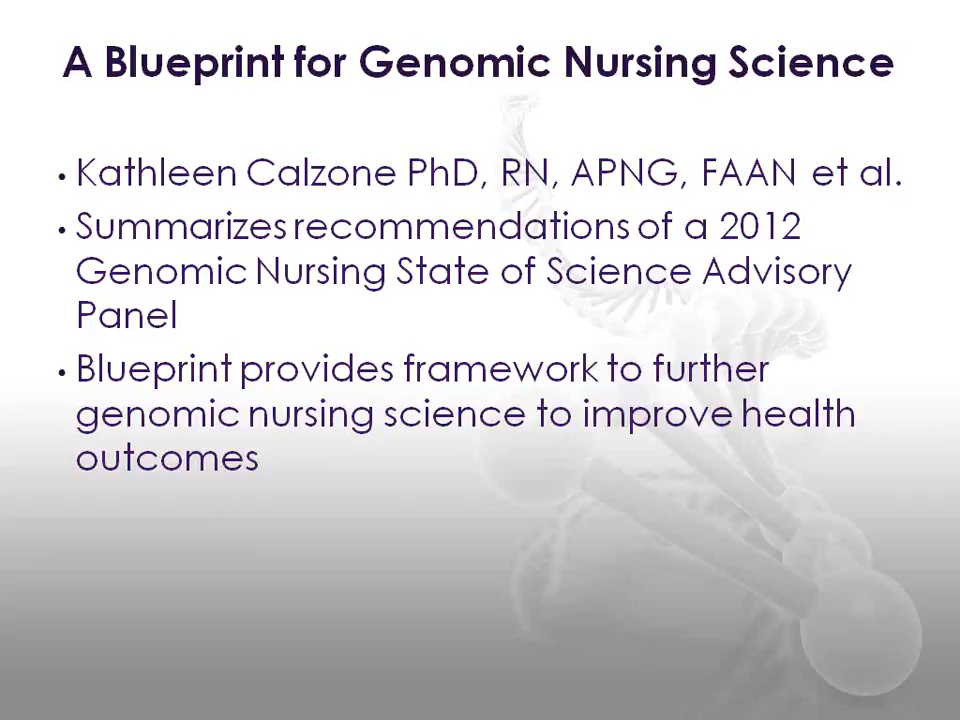 A Blueprint for Genomic Nursing Science
• Kathleen Calzone PhD, RN, APNG, FAAN et al.
• Summarizes recommendations of a 2012
Genomic Nursing State of Science Advisory
Panel
• Blueprint provides framework to further
genomic nursing science to improve health
outcomes